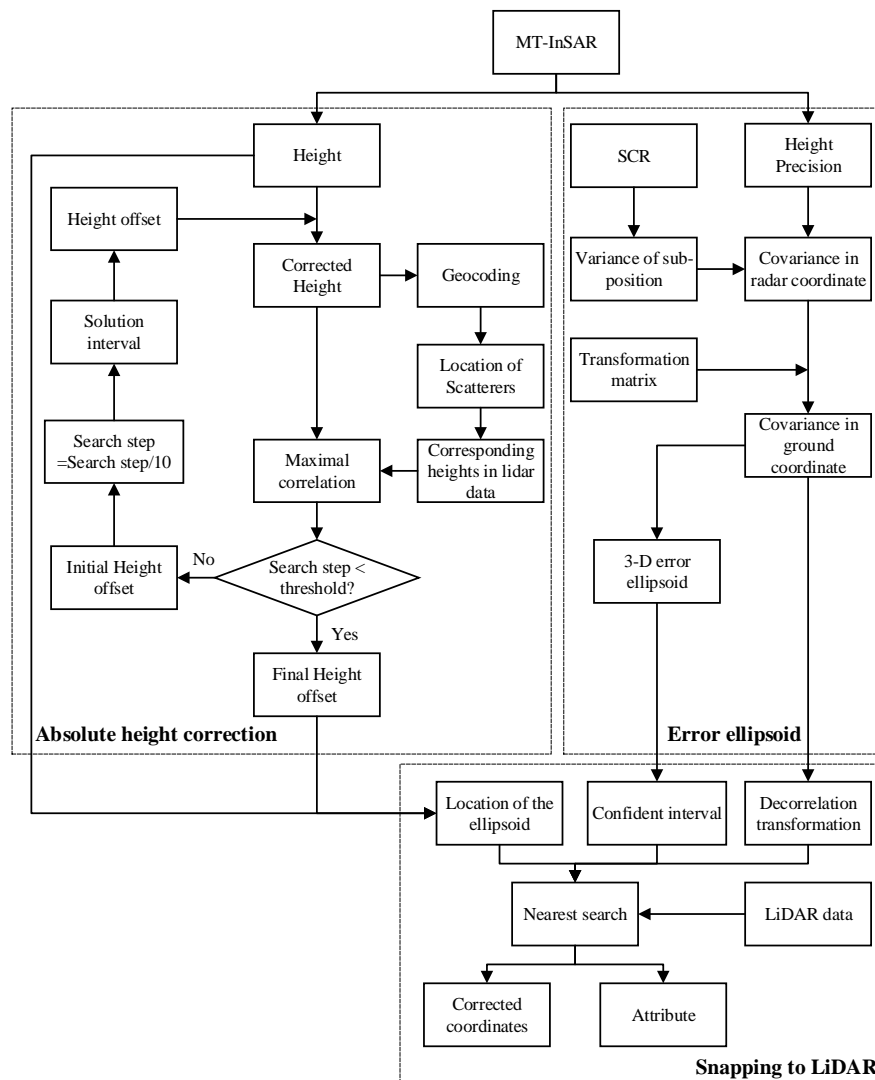 MT-InSAR
Height
SCR
Height
Precision
Height offset
Corrected
Height
Geocoding
Variance of sub-
position
Covariance in
radar coordinate
Solution
interval
Location of
Scatterers
Transformation
matrix
Search step
=Search step/10
Maximal
correlation
Corresponding
heights in lidar
data
Covariance in
ground
coordinate
Initial Height
offset
No
Search step <
threshold?
3-D error
ellipsoid
Yes
Final Height
offset
Absolute height correction
Error ellipsoid
Location of the
ellipsoid
Confident interval
Decorrelation
transformation
Nearest search
LiDAR data
Corrected
coordinates
Attribute
Snapping to LiDAR